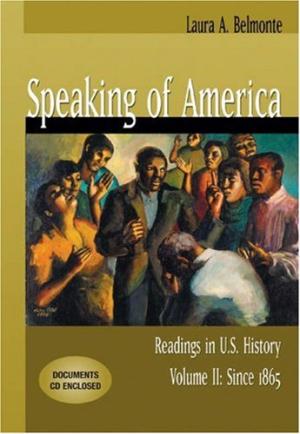 Laura A. Belmonte
Speaking of America
Readings in U.S. History
Volume II: Since 1865
DOCUMENTS
CD ENCLOSED